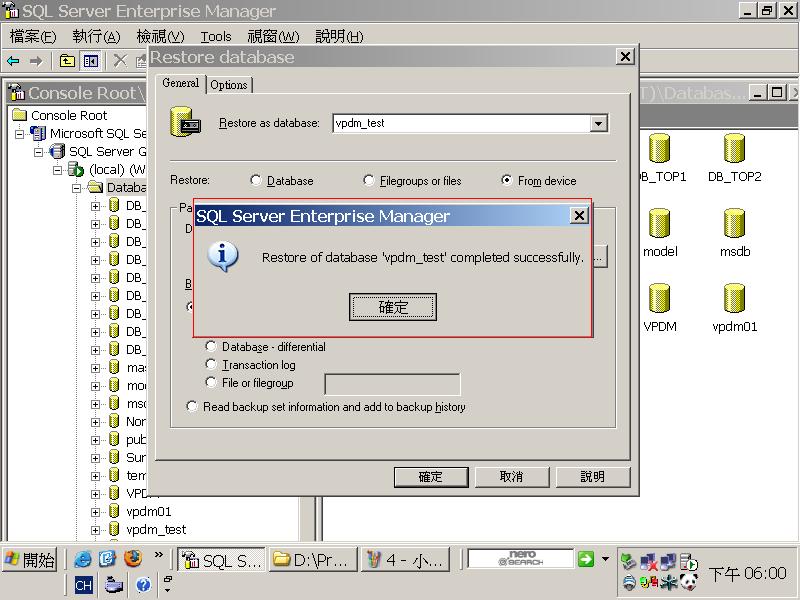 SQL Server Enterprise Manager
檔案(F) 執行(A) 檢視(V) Tools 視窗(W) 說明(H)
Restore database
Console Root\
T)\Databas...
General Options
Console Root
Microsoft SQL Se
SQL Server G
(local) (W
Databa
Restore as database: vpdm_test
Restore: Database Filegroups or files From device
Pa
D
B
SQL Server Enterprise Manager
Restore of database 'vpdm_test' completed successfully.
確定
...
Database - differential
Transaction log
File or filegroup
Read backup set information and add to backup history
確定 取消 說明
DB_
DB_
DB_
DB_
DB_
DB_
DB_
DB_
DB_
mas
mod
msd
Nor
pub
Sur
tem
VPDM
vpdm01
vpdm_test
DB_TOP1 DB_TOP2
model msdb
VPDM vpdm01
開始 » SQL S... D:\Pr... 4 - 小... nero SEARCH
CH 下午 06:00